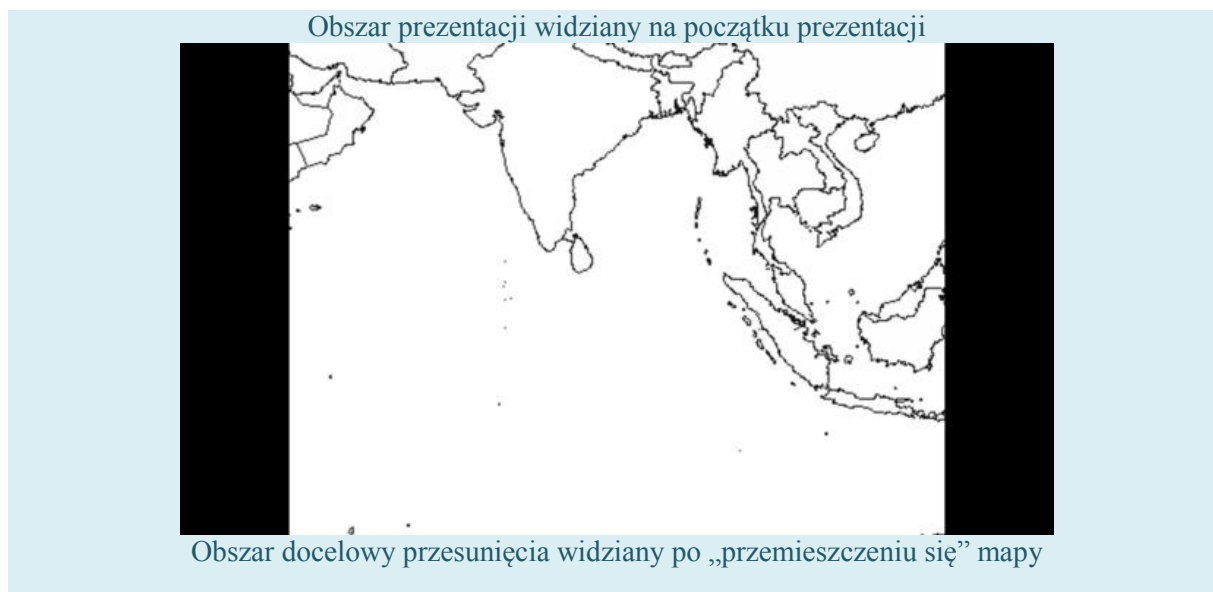 Obszar prezentacji widziany na początku prezentacji
Obszar docelowy przesunięcia widziany po „przemieszczeniu się” mapy